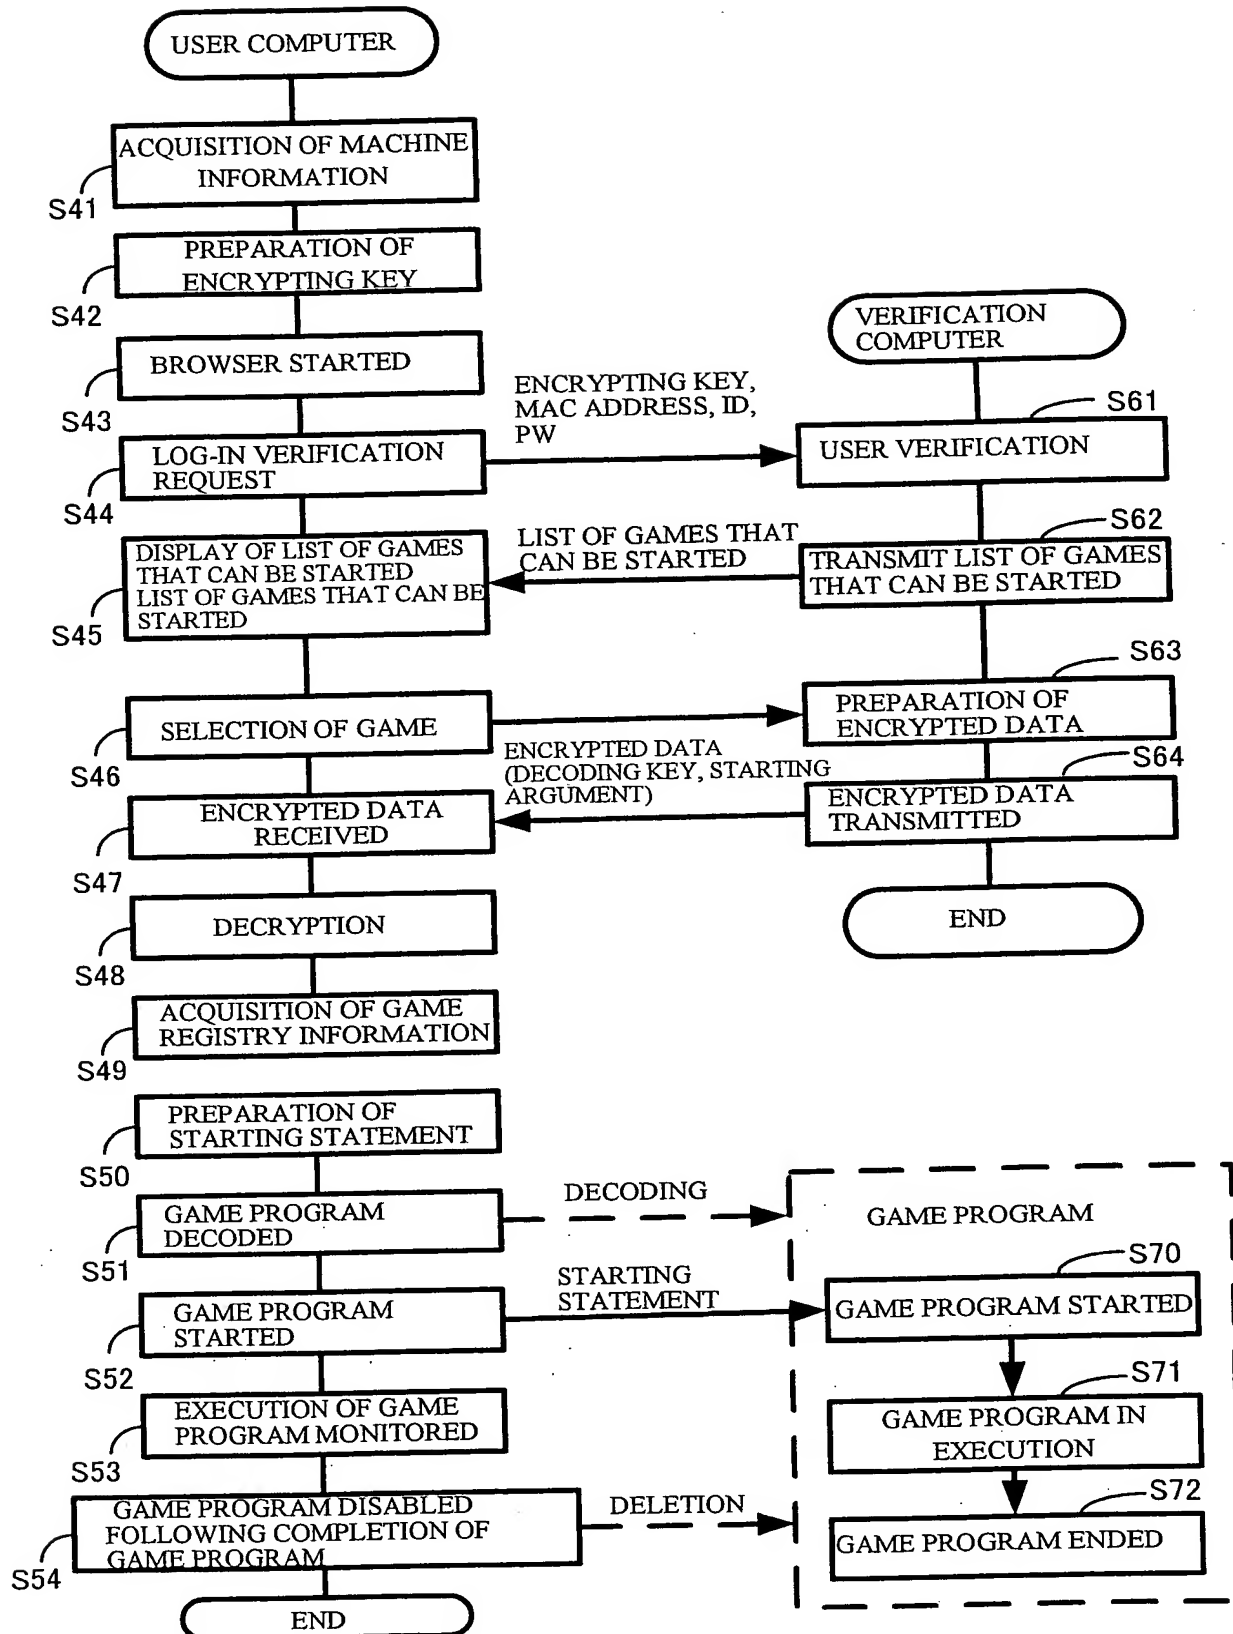 USER COMPUTER
ACQUISITION OF MACHINE
INFORMATION
S41
PREPARATION OF
ENCRYPTING KEY
S42
BROWSER STARTED
S43
LOG-IN VERIFICATION
REQUEST
S44
ENCRYPTING KEY,
MAC ADDRESS, ID,
PW
VERIFICATION
COMPUTER
S61
USER VERIFICATION
DISPLAY OF LIST OF GAMES
THAT CAN BE STARTED
LIST OF GAMES THAT CAN BE
STARTED
S45
LIST OF GAMES THAT
CAN BE STARTED
S62
TRANSMIT LIST OF GAMES
THAT CAN BE STARTED
SELECTION OF GAME
S46
S63
PREPARATION OF
ENCRYPTED DATA
ENCRYPTED DATA
(DECODING KEY, STARTING
ARGUMENT)
S64
ENCRYPTED DATA
TRANSMITTED
ENCRYPTED DATA
RECEIVED
S47
END
DECRYPTION
S48
ACQUISITION OF GAME
REGISTRY INFORMATION
S49
PREPARATION OF
STARTING STATEMENT
S50
GAME PROGRAM
DECODED
S51
DECODING
GAME PROGRAM
GAME PROGRAM
STARTED
S52
STARTING
STATEMENT
S70
GAME PROGRAM STARTED
EXECUTION OF GAME
PROGRAM MONITORED
S53
S71
GAME PROGRAM IN
EXECUTION
GAME PROGRAM DISABLED
FOLLOWING COMPLETION OF
GAME PROGRAM
S54
DELETION
S72
GAME PROGRAM ENDED
END